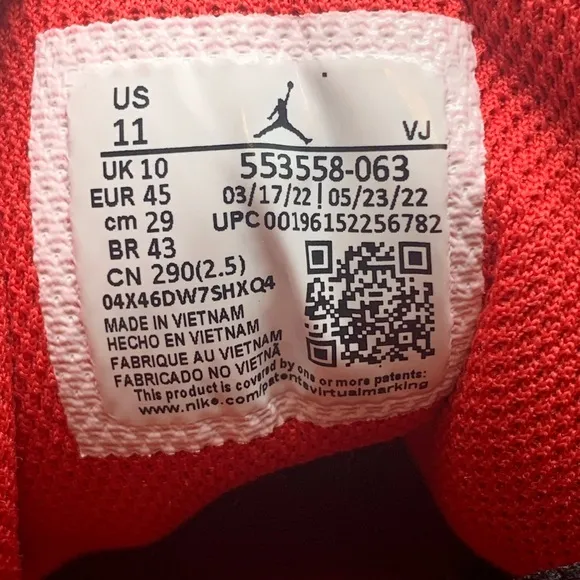 US
11
VJ
UK 10
EUR 45
cm 29
BR 43
CN 290(2.5)
553558-063
03/17/22 | 05/23/22
UPC 00196152256782
04X46DW7SHXQ4
MADE IN VIETNAM
HECHO EN VIETNAM
FABRIQUE AU VIETNAM
FABRICADO NO VIETNÃ
This product is covered by one or more patents:
www.nike.com/patentsvirtualmarking